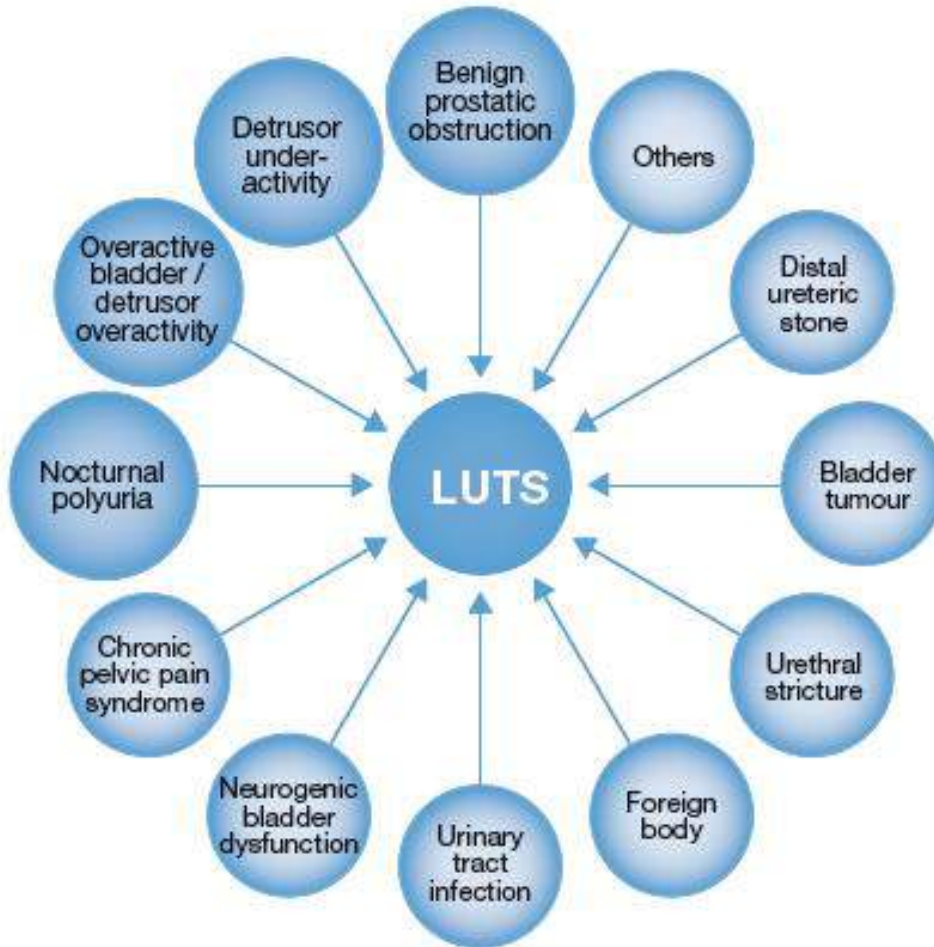 Benign
prostatic
obstruction
Others
Distal
ureteric
stone
Bladder
tumour
Urethral
stricture
Foreign
body
Urinary
tract
infection
Neurogenic
bladder
dysfunction
Chronic
pelvic pain
syndrome
Nocturnal
polyuria
Overactive
bladder /
detrusor
overactivity
Detrusor
under-
activity
LUTS